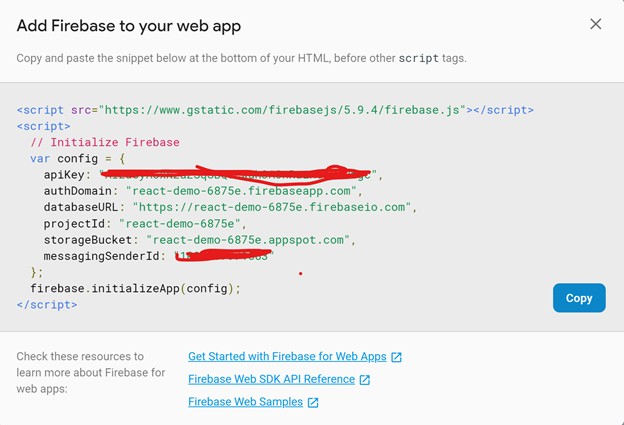 Add Firebase to your web app
Copy and paste the snippet below at the bottom of your HTML, before other script tags.
<script src="https://www.gstatic.com/firebasejs/5.9.4/firebase.js"></script>
<script>
// Initialize Firebase
var config = {
apiKey: "
authDomain: "react-demo-6875e.firebaseapp.com",
databaseURL: "https://react-demo-6875e.firebaseio.com",
projectId: "react-demo-6875e",
storageBucket: "react-demo-6875e.appspot.com",
messagingSenderId: "
};
firebase.initializeApp(config);
</script>
Copy
Check these resources to
learn more about Firebase for
web apps:
Get Started with Firebase for Web Apps
Firebase Web SDK API Reference
Firebase Web Samples